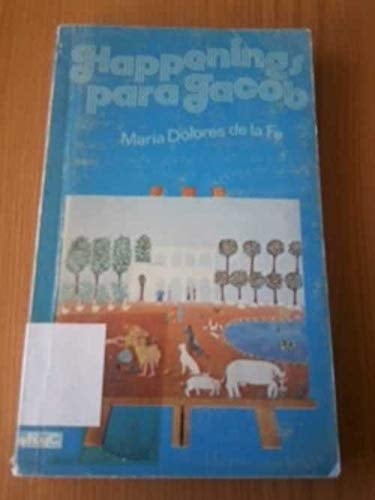 Happenings
para Jacob
María Dolores de la Fe